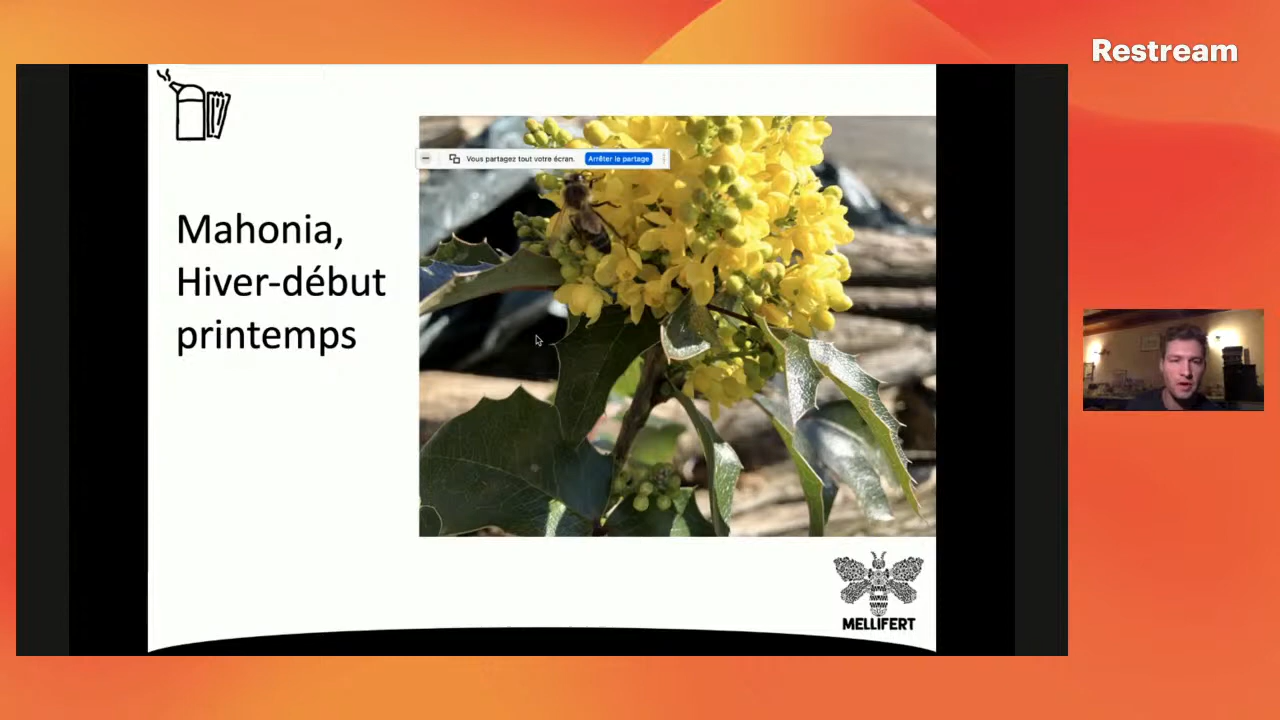 Restream
Vous partagez tout votre écran. Arrêter le partage
Mahonia,
Hiver-début
printemps
MELLIFERT